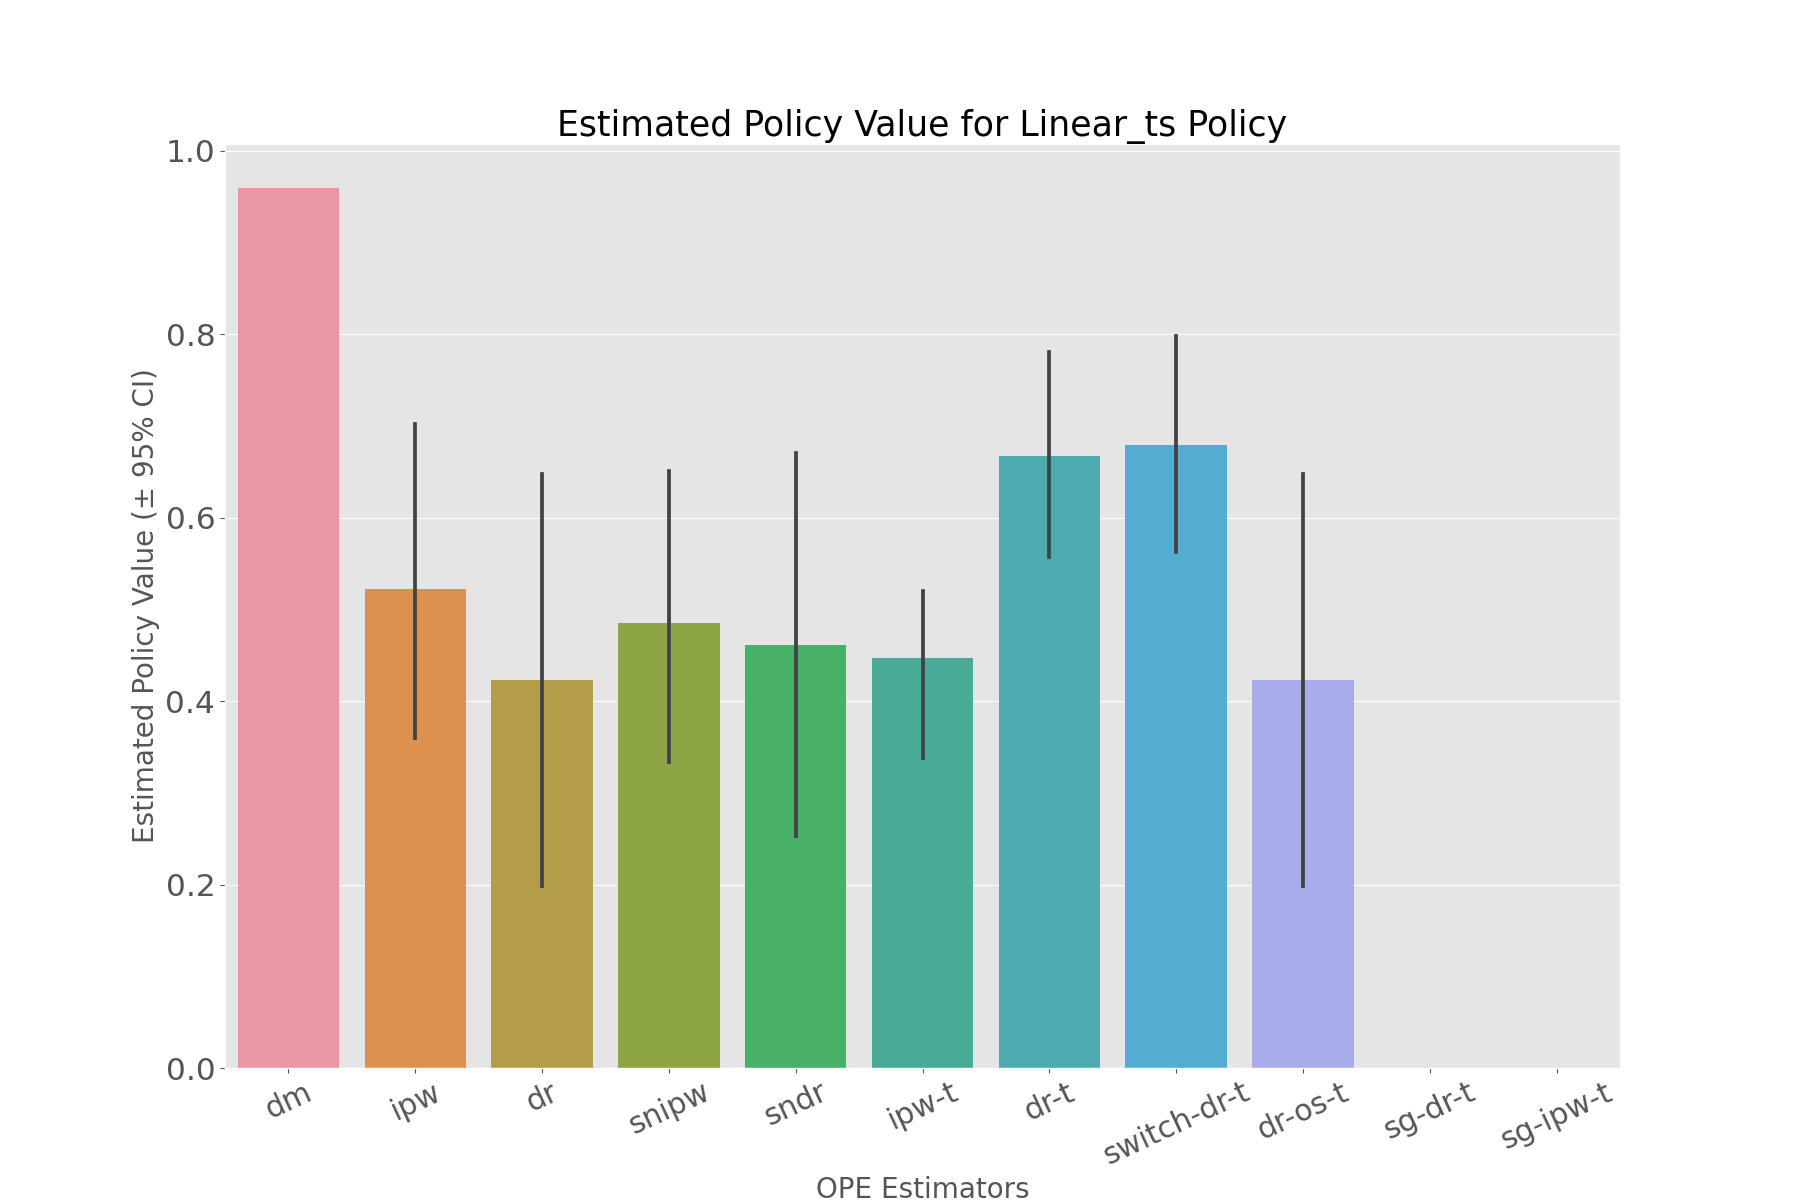 Estimated Policy Value for Linear_ts Policy
Estimated Policy Value (± 95% CI)
1.0
0.8
0.6
0.4
0.2
0.0
dm
ipw
dr
snipw
sndr
ipw-t
dr-t
switch-dr-t
dr-os-t
sg-dr-t
sg-ipw-t
OPE Estimators